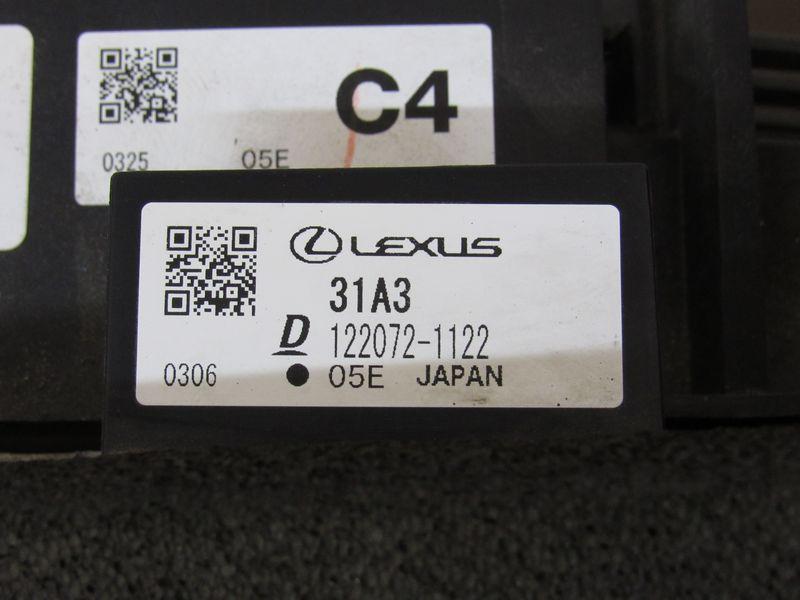 C4
0325 05E
LEXUS
31A3
D 122072-1122
0306 ● 05E JAPAN